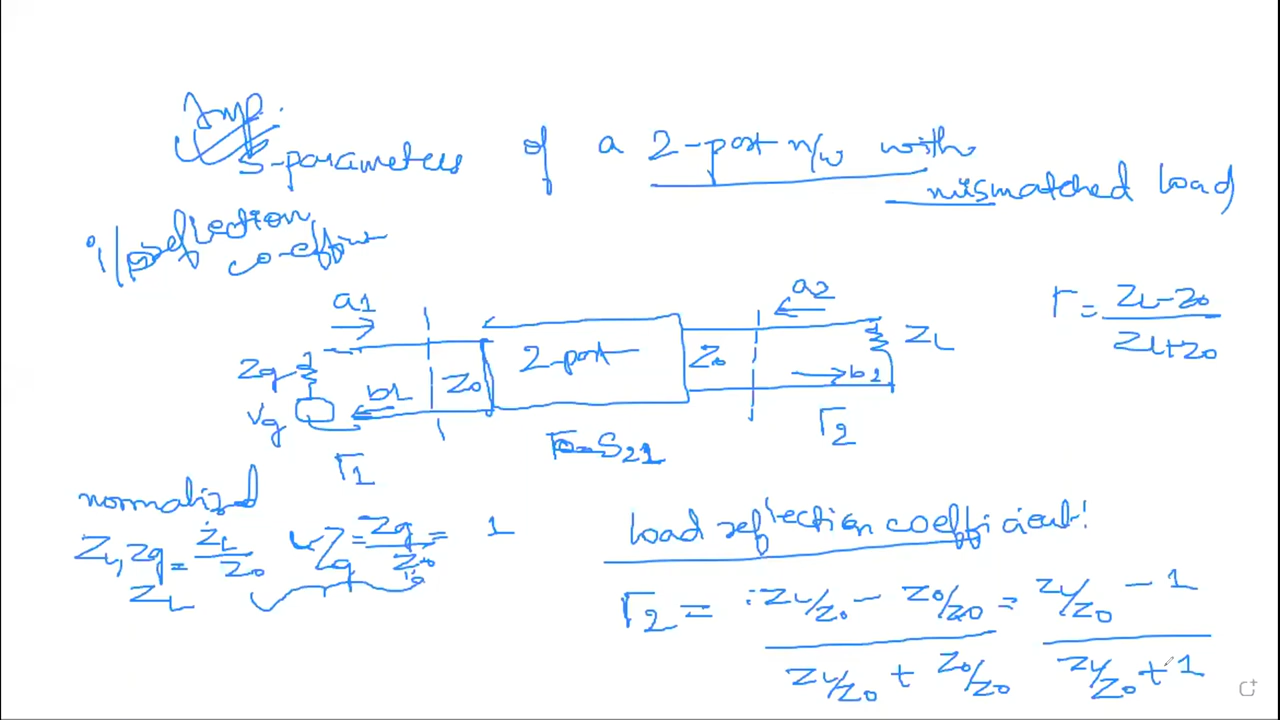 Imp.
S-parameters of a 2-port n/w with
mismatched load
i/p reflection
co-effin
a1
a2
Γ = ZL-Z0 / ZL+Z0
Zg
2-port
Z0
ZL
b1
Z0
b2
Vg
Γ2
S21
Γ1
normalized
ZL, Zg = ZL/Z0 Zg = Zg/Z0 = 1
ZL
load reflection coefficient:
Γ2 = ZL/Z0 - Z0/Z0 / ZL/Z0 + Z0/Z0 = ZL/Z0 - 1 / ZL/Z0 + 1